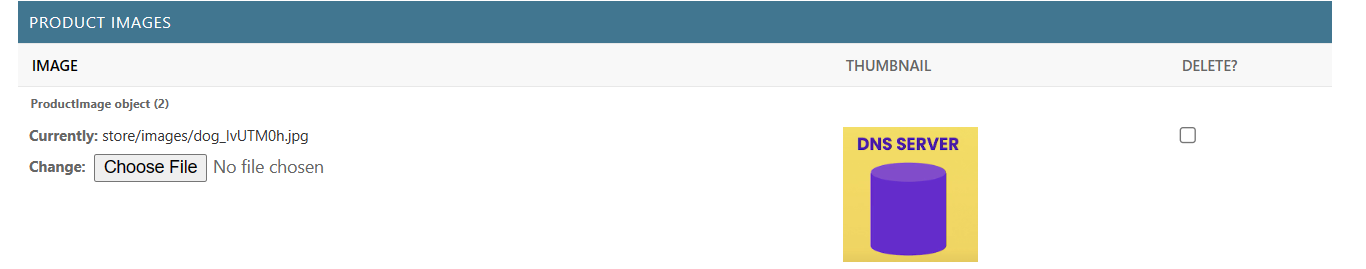 PRODUCT IMAGES
IMAGE THUMBNAIL DELETE?
ProductImage object (2)
Currently: store/images/dog_lvUTM0h.jpg
Change: Choose File No file chosen
DNS SERVER